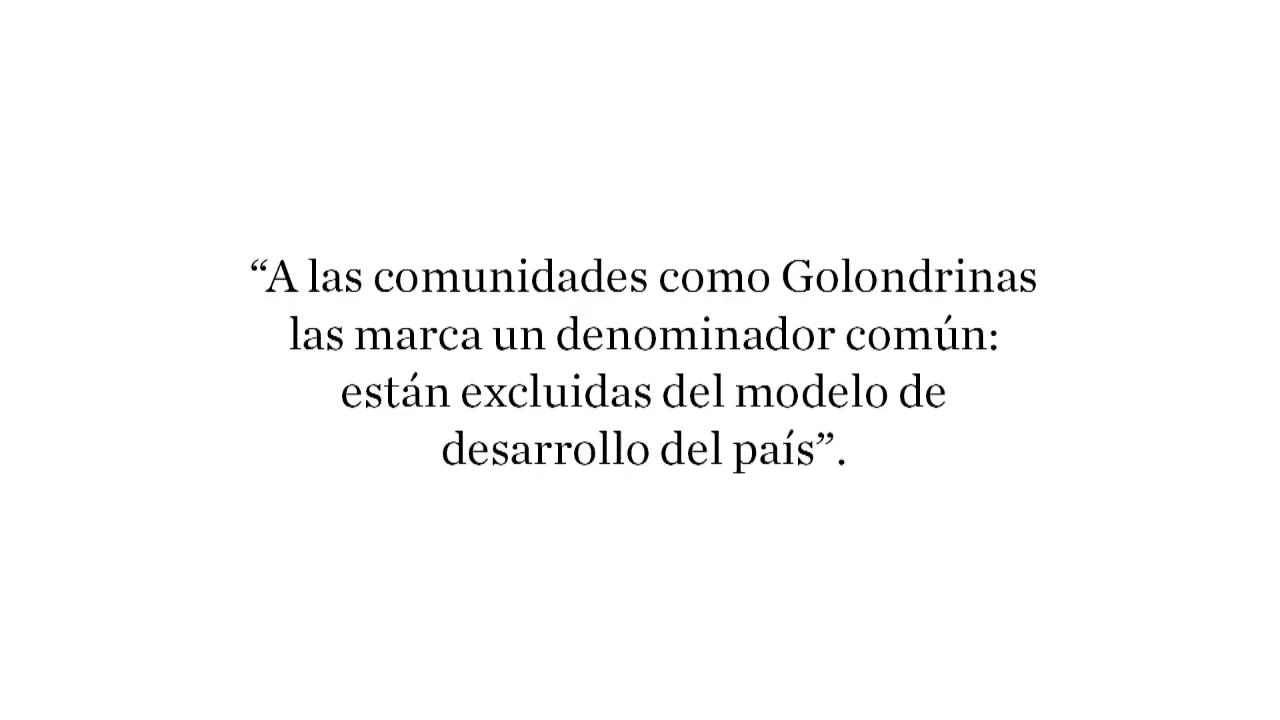 “A las comunidades como Golondrinas
las marca un denominador común:
están excluidas del modelo de
desarrollo del país”.